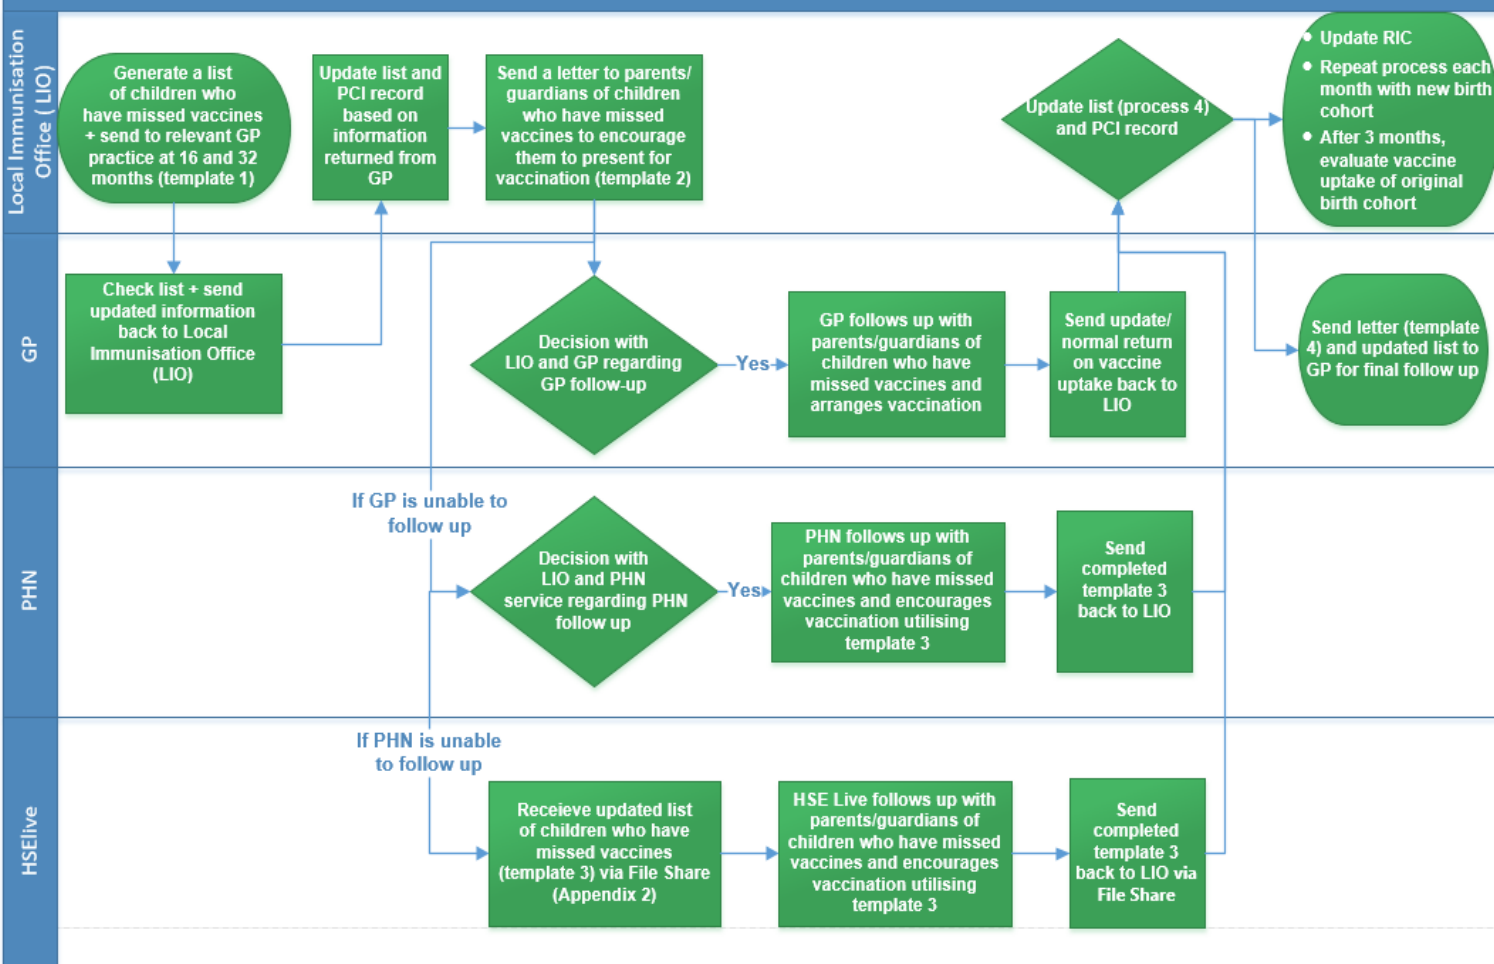 Local Immunisation
Office ( LIO)
Generate a list
of children who
have missed vaccines
+ send to relevant GP
practice at 16 and 32
months (template 1)
Update list and
PCI record
based on
information
returned from
GP
Send a letter to parents/
guardians of children
who have missed
vaccines to encourage
them to present for
vaccination (template 2)
Update list (process 4)
and PCI record
• Update RIC
• Repeat process each
month with new birth
cohort
• After 3 months,
evaluate vaccine
uptake of original
birth cohort
GP
Check list + send
updated information
back to Local
Immunisation Office
(LIO)
Decision with
LIO and GP regarding
GP follow-up
Yes
GP follows up with
parents/guardians of
children who have
missed vaccines and
arranges vaccination
Send update/
normal return
on vaccine
uptake back to
LIO
Send letter (template
4) and updated list to
GP for final follow up
PHN
If GP is unable to
follow up
Decision with
LIO and PHN
service regarding PHN
follow up
Yes
PHN follows up with
parents/guardians of
children who have missed
vaccines and encourages
vaccination utilising
template 3
Send
completed
template 3
back to LIO
HSElive
If PHN is unable
to follow up
Receieve updated list
of children who have
missed vaccines
(template 3) via File Share
(Appendix 2)
HSE Live follows up with
parents/guardians of
children who have missed
vaccines and encourages
vaccination utilising
template 3
Send
completed
template 3
back to LIO via
File Share